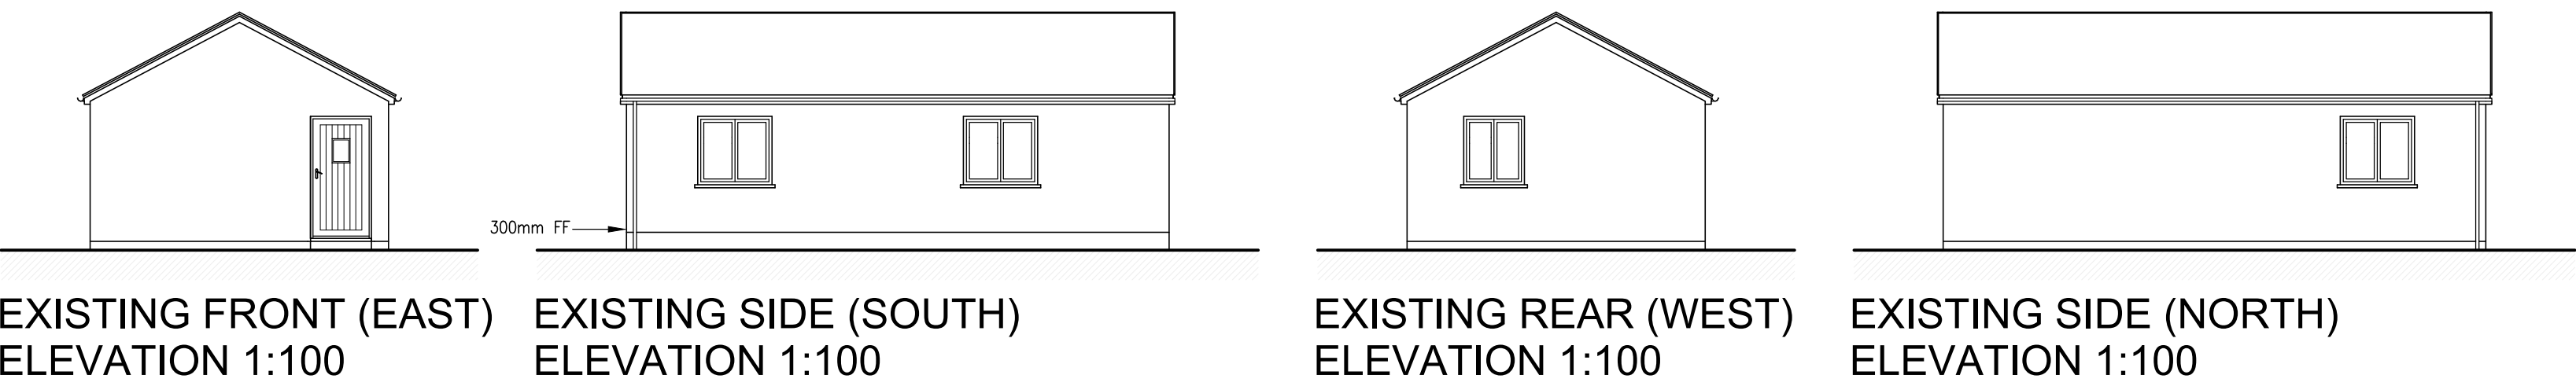 300mm FF
EXISTING FRONT (EAST)
ELEVATION 1:100
EXISTING SIDE (SOUTH)
ELEVATION 1:100
EXISTING REAR (WEST)
ELEVATION 1:100
EXISTING SIDE (NORTH)
ELEVATION 1:100